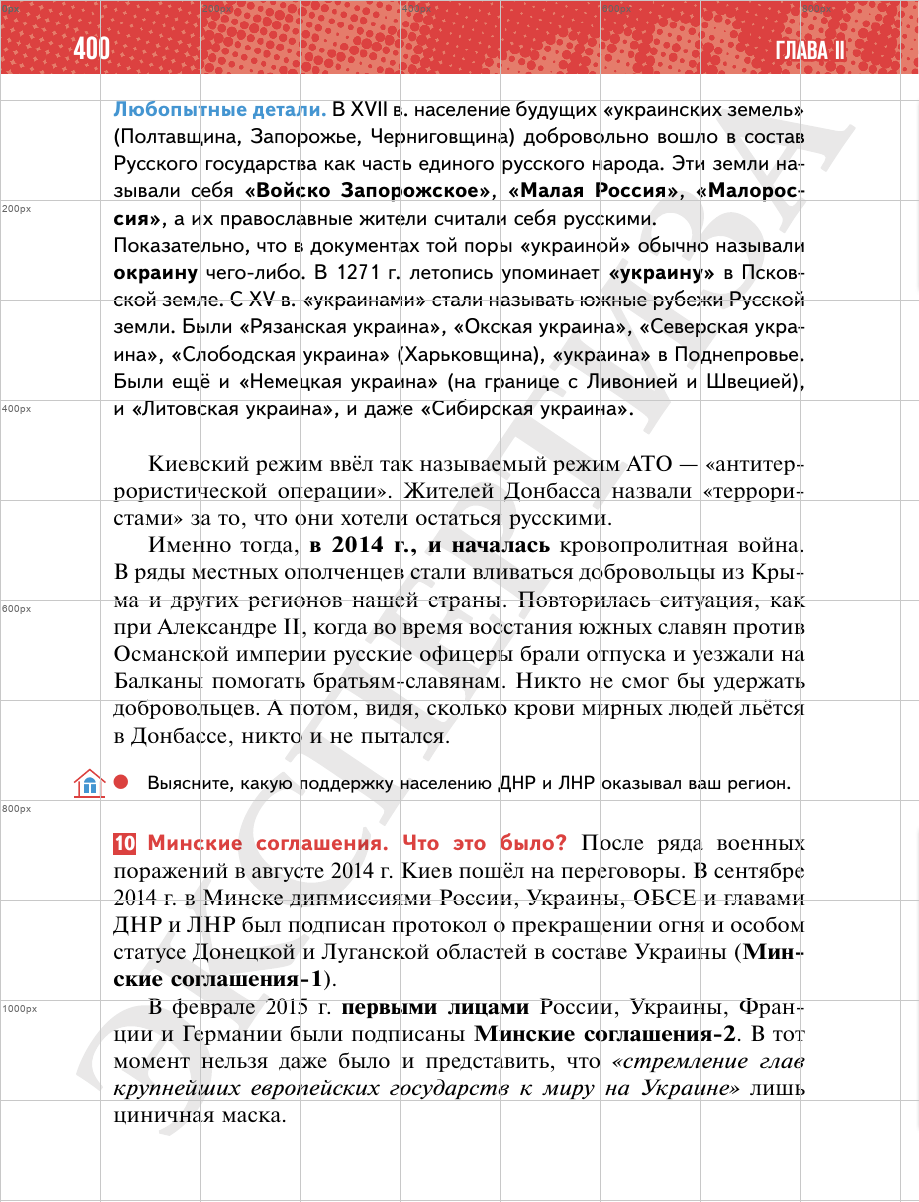 400
ГЛАВА II
Любопытные детали. В XVII в. население будущих «украинских земель»
(Полтавщина, Запорожье, Черниговщина) добровольно вошло в состав
Русского государства как часть единого русского народа. Эти земли на-
зывали себя «Войско Запорожское», «Малая Россия», «Малорос-
сия», а их православные жители считали себя русскими.
Показательно, что в документах той поры «украиной» обычно называли
окраину чего-либо. В 1271 г. летопись упоминает «украину» в Псков-
ской земле. С XV в. «украинами» стали называть южные рубежи Русской
земли. Были «Рязанская украина», «Окская украина», «Северская укра-
ина», «Слободская украина» (Харьковщина), «украина» в Поднепровье.
Были ещё и «Немецкая украина» (на границе с Ливонией и Швецией),
и «Литовская украина», и даже «Сибирская украина».
Киевский режим ввёл так называемый режим АТО — «антитер-
рористической операции». Жителей Донбасса назвали «террори-
стами» за то, что они хотели остаться русскими.
Именно тогда, в 2014 г., и началась кровопролитная война.
В ряды местных ополченцев стали вливаться добровольцы из Кры-
ма и других регионов нашей страны. Повторилась ситуация, как
при Александре II, когда во время восстания южных славян против
Османской империи русские офицеры брали отпуска и уезжали на
Балканы помогать братьям-славянам. Никто не смог бы удержать
добровольцев. А потом, видя, сколько крови мирных людей льётся
в Донбассе, никто и не пытался.
Выясните, какую поддержку населению ДНР и ЛНР оказывал ваш регион.
10 Минские соглашения. Что это было? После ряда военных
поражений в августе 2014 г. Киев пошёл на переговоры. В сентябре
2014 г. в Минске дипмиссиями России, Украины, ОБСЕ и главами
ДНР и ЛНР был подписан протокол о прекращении огня и особом
статусе Донецкой и Луганской областей в составе Украины (Мин-
ские соглашения-1).
В феврале 2015 г. первыми лицами России, Украины, Фран-
ции и Германии были подписаны Минские соглашения-2. В тот
момент нельзя даже было и представить, что «стремление глав
крупнейших европейских государств к миру на Украине» лишь
циничная маска.
ЭКСПЕРТИЗА
200px
400px
600px
800px
1000px